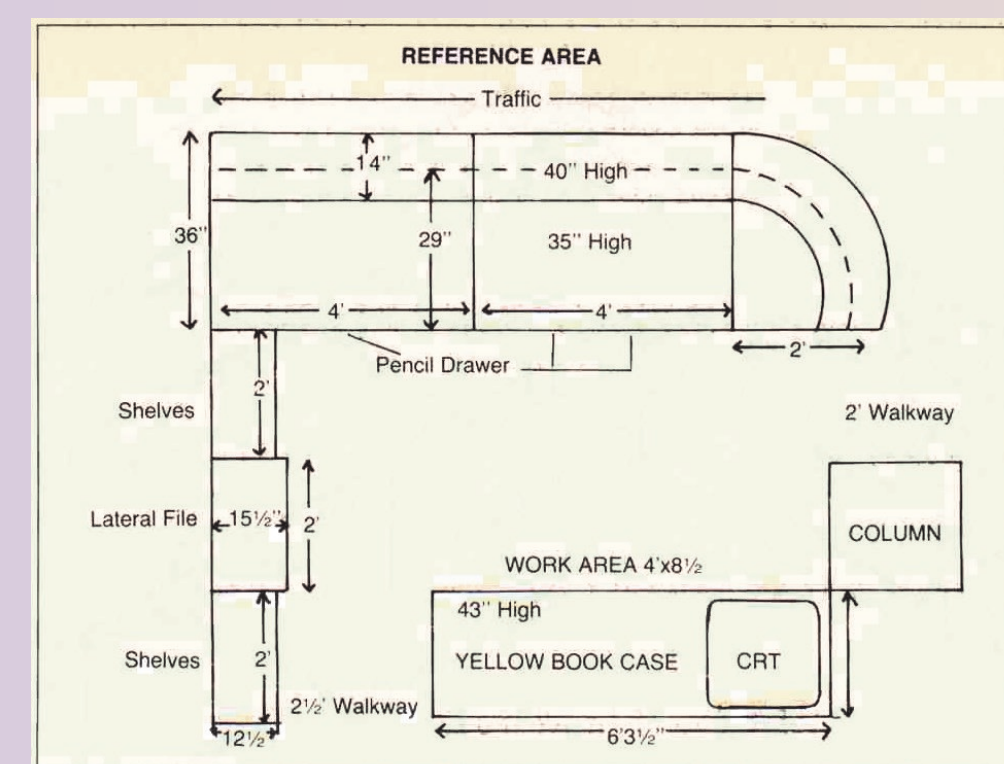 REFERENCE AREA
Traffic
14"
40" High
36"
29"
35" High
4'
4'
2'
Pencil Drawer
2'
Shelves
2' Walkway
Lateral File
15½"
2'
COLUMN
WORK AREA 4'x8½
43" High
Shelves
2'
YELLOW BOOK CASE
CRT
2½' Walkway
12½'
6'3½"